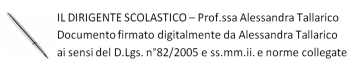 IL DIRIGENTE SCOLASTICO – Prof.ssa Alessandra Tallarico
Documento firmato digitalmente da Alessandra Tallarico
ai sensi del D.Lgs. n°82/2005 e ss.mm.ii. e norme collegate